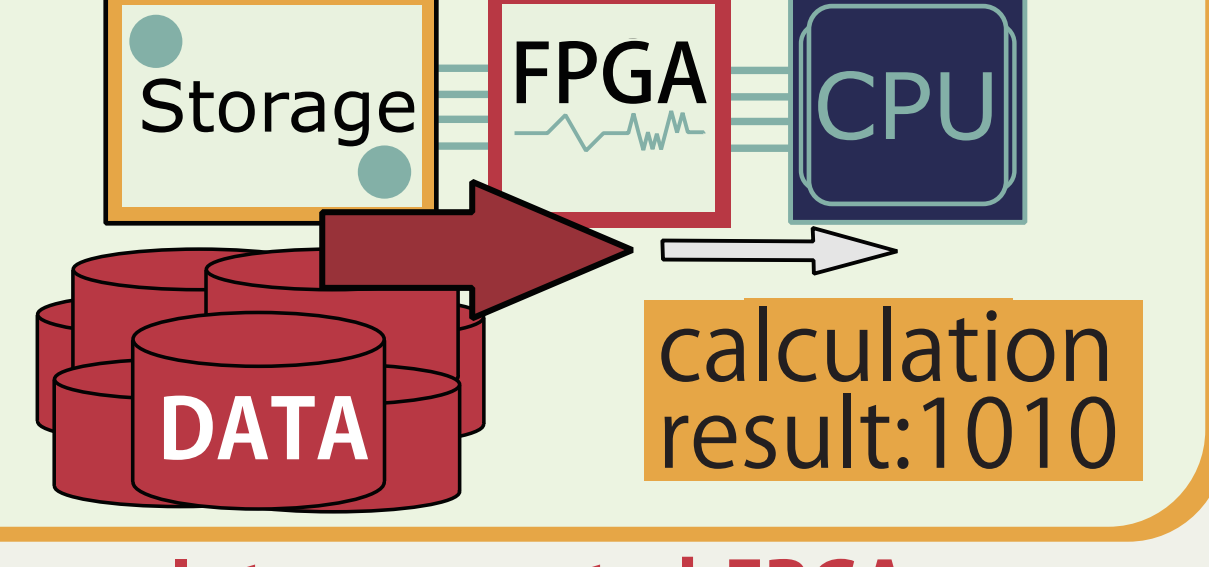 Storage
FPGA
CPU
DATA
calculation
result:1010